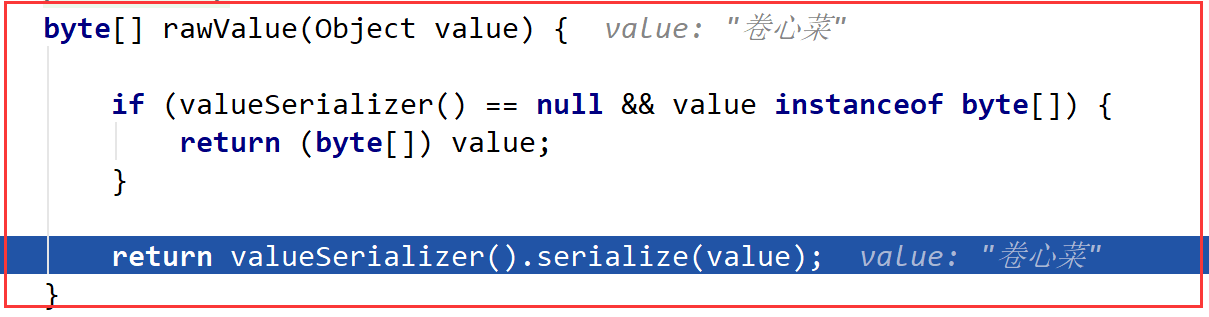 byte[] rawValue(Object value) {  value: "卷心菜"
if (valueSerializer() == null && value instanceof byte[]) {
return (byte[]) value;
}
return valueSerializer().serialize(value);  value: "卷心菜"
}